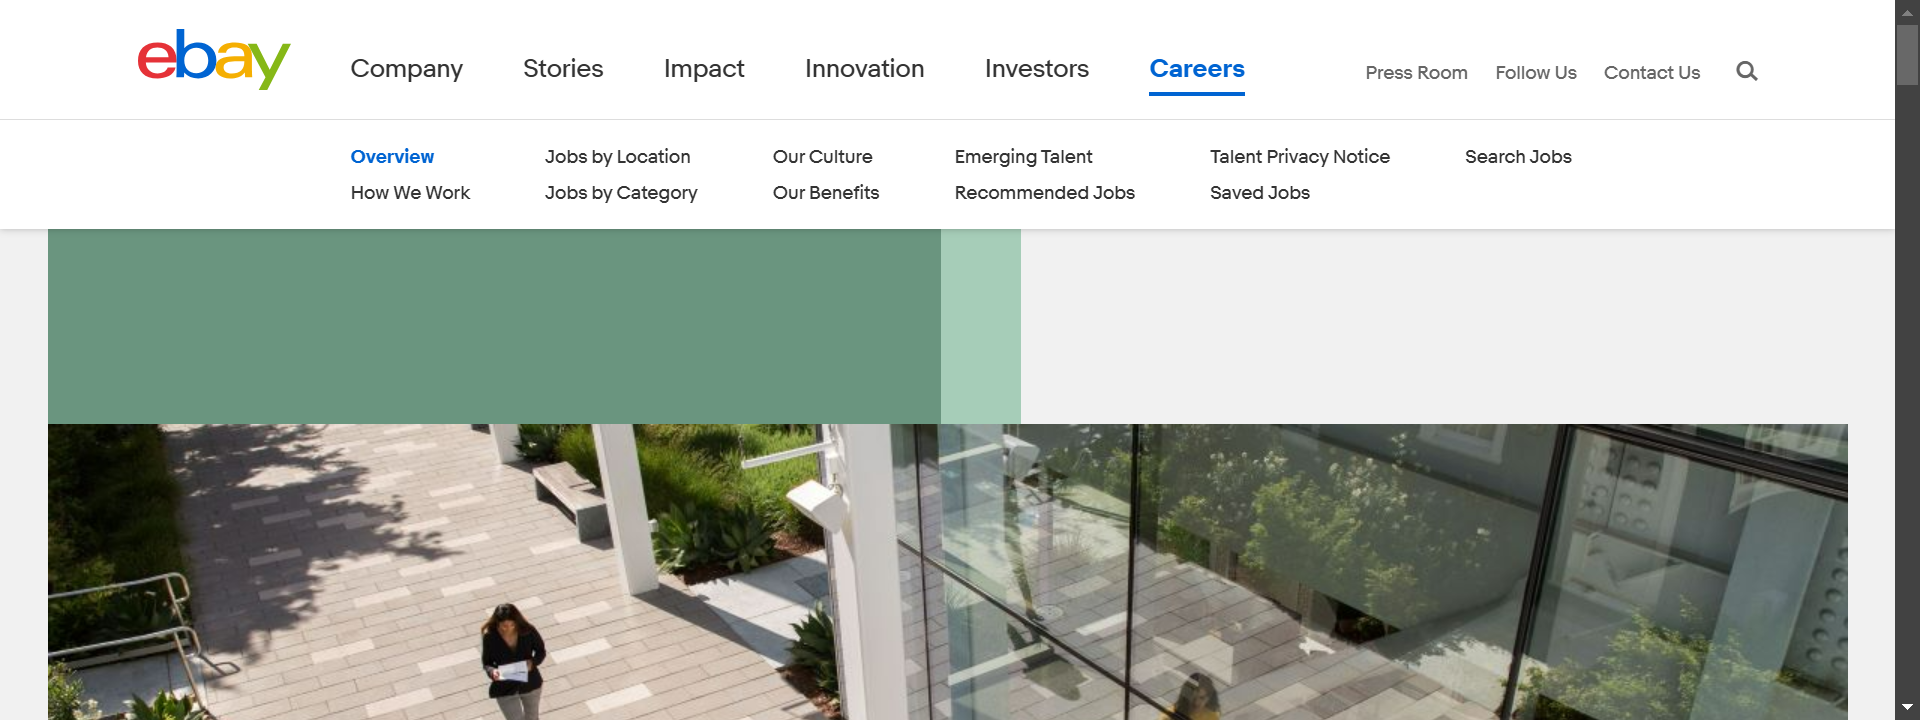 ebay
Company Stories Impact Innovation Investors Careers Press Room Follow Us Contact Us
Overview Jobs by Location Our Culture Emerging Talent Talent Privacy Notice Search Jobs
How We Work Jobs by Category Our Benefits Recommended Jobs Saved Jobs